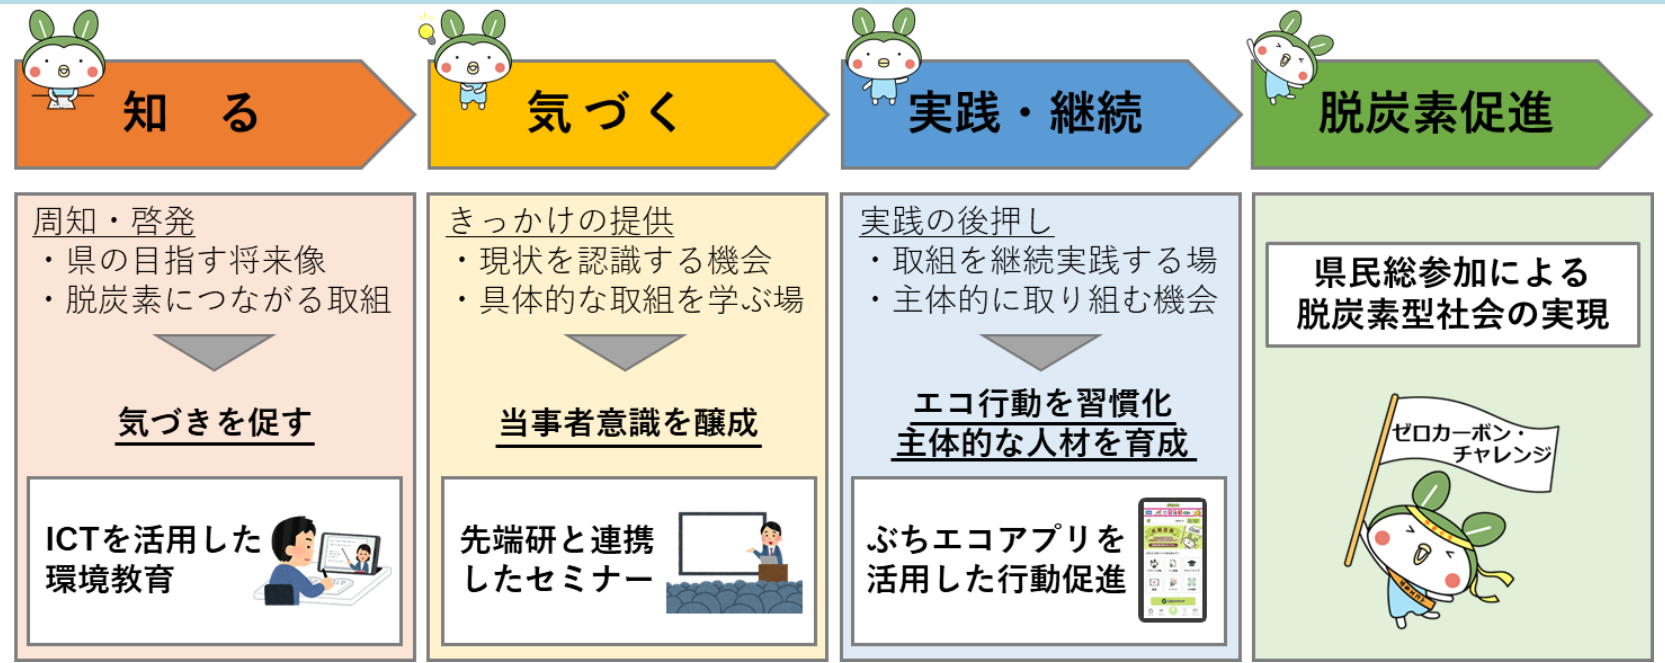 知　る
周知・啓発
・県の目指す将来像
・脱炭素につながる取組
気づきを促す
ICTを活用した
環境教育
気 づ く
きっかけの提供
・現状を認識する機会
・具体的な取組を学ぶ場
当事者意識を醸成
先端研と連携
したセミナー
実践・継続
実践の後押し
・取組を継続実践する場
・主体的に取り組む機会
エコ行動を習慣化
主体的な人材を育成
ぶちエコアプリを
活用した行動促進
脱炭素促進
県民総参加による
脱炭素型社会の実現
ゼロカーボン・
チャレンジ